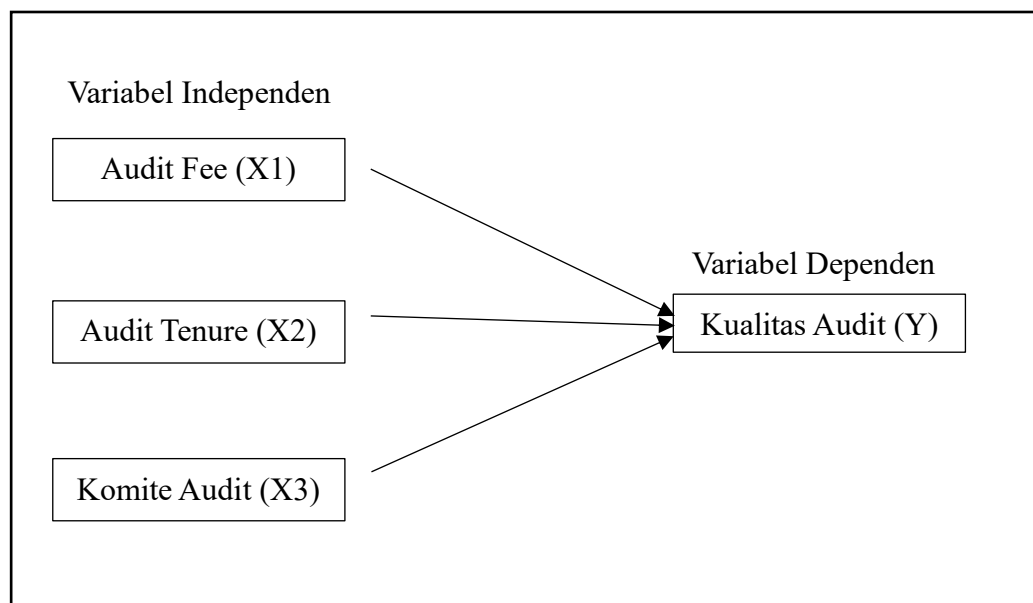 Variabel Independen
Audit Fee (X1)
Audit Tenure (X2)
Komite Audit (X3)
Variabel Dependen
Kualitas Audit (Y)